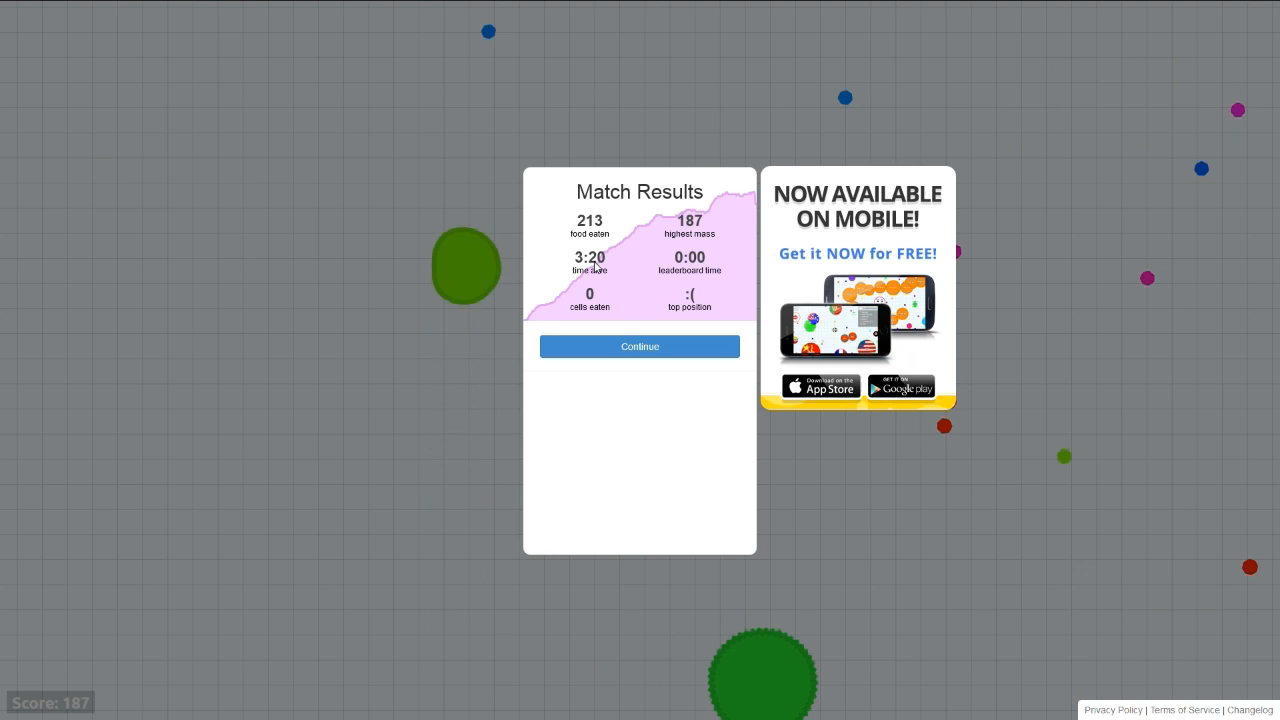 Match Results
213 187
food eaten highest mass
3:20 0:00
time alive leaderboard time
0 :(
cells eaten top position
Continue
NOW AVAILABLE
ON MOBILE!
Get it NOW for FREE!
Download on the
App Store
GET IT ON
Google play
Score: 187
Privacy Policy | Terms of Service | Changelog